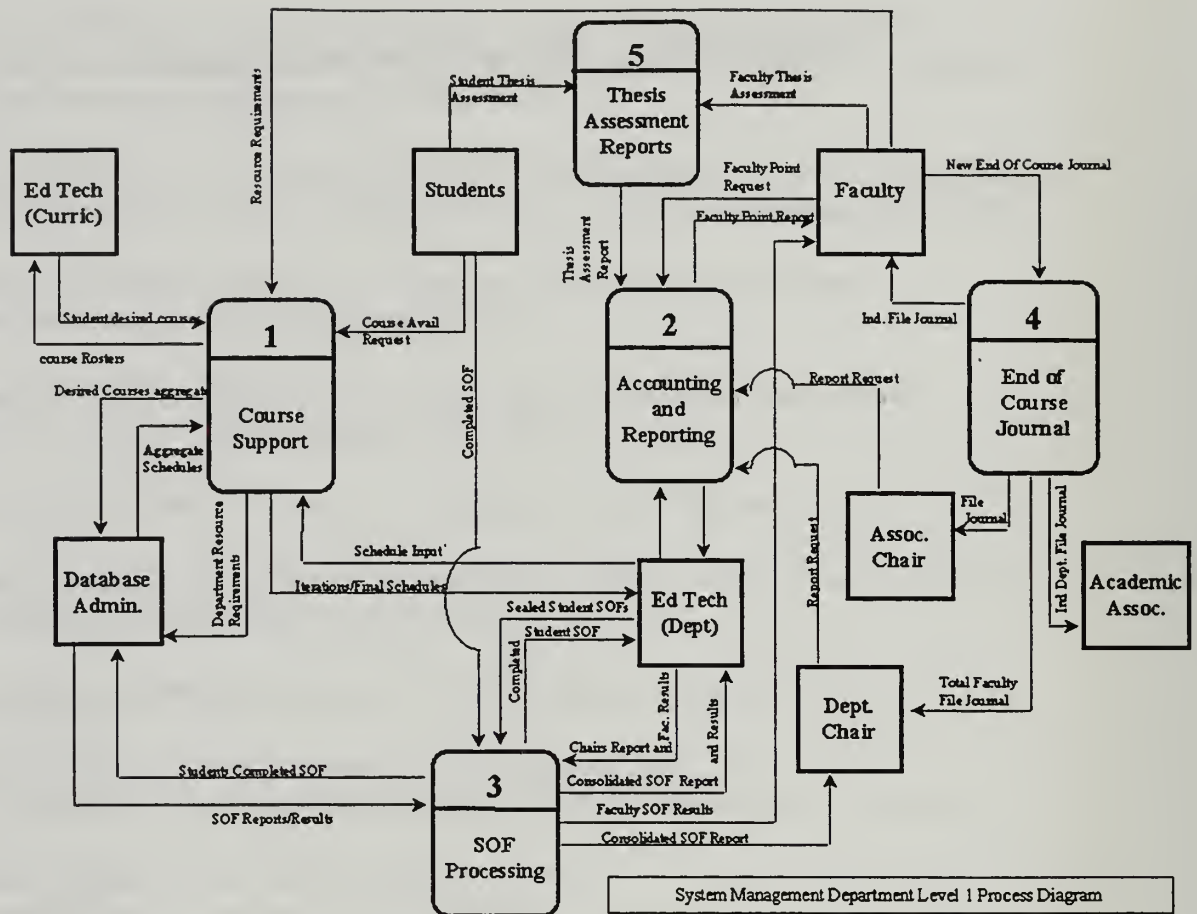 5
Thesis
Assessment
Reports
Student Thesis
Assessment
Faculty Thesis
Assessment
Resource Requirements
Ed Tech
(Curric)
Students
Faculty
New End Of Course Journal
Faculty Point
Request
Faculty Point Report
Thesis
Assessment
Report
Student desired courses
course Rosters
1
Course
Support
Course Avail
Request
2
Accounting
and
Reporting
Ind. File Journal
4
End of
Course
Journal
Desired Courses aggregate
Aggregate
Schedules
Completed SOF
Report Request
File
Journal
Ind Dept. File Journal
Assoc.
Chair
Academic
Assoc.
Database
Admin.
Department Resource
Requirements
Schedule Input'
Iterations/Final Schedules
Ed Tech
(Dept)
Sealed Student SOFs
Student SOF
Completed
Report Request
Total Faculty
File Journal
Dept.
Chair
Fac. Results
Chairs Report and
and Results
Students Completed SOF
Consolidated SOF Report
SOF Reports/Results
Faculty SOF Results
3
SOF
Processing
Consolidated SOF Report
System Management Department Level 1 Process Diagram